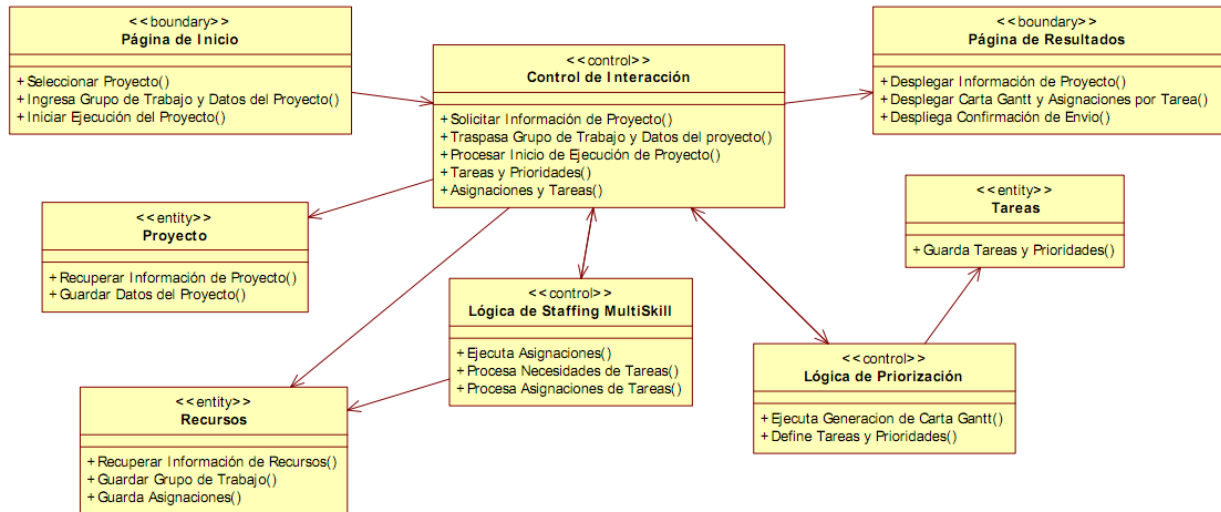 <<boundary>>
Página de Inicio
+ Seleccionar Proyecto()
+ Ingresa Grupo de Trabajo y Datos del Proyecto()
+ Iniciar Ejecución del Proyecto()
<<control>>
Control de Interacción
+ Solicitar Información de Proyecto()
+ Traspasa Grupo de Trabajo y Datos del proyecto()
+ Procesar Inicio de Ejecución de Proyecto()
+ Tareas y Prioridades()
+ Asignaciones y Tareas()
<<boundary>>
Página de Resultados
+ Desplegar Información de Proyecto()
+ Desplegar Carta Gantt y Asignaciones por Tarea()
+ Despliega Confirmación de Envio()
<<entity>>
Tareas
+ Guarda Tareas y Prioridades()
<<entity>>
Proyecto
+ Recuperar Información de Proyecto()
+ Guardar Datos del Proyecto()
<<control>>
Lógica de Staffing MultiSkill
+ Ejecuta Asignaciones()
+ Procesa Necesidades de Tareas()
+ Procesa Asignaciones de Tareas()
<<control>>
Lógica de Priorización
+ Ejecuta Generacion de Carta Gantt()
+ Define Tareas y Prioridades()
<<entity>>
Recursos
+ Recuperar Información de Recursos()
+ Guardar Grupo de Trabajo()
+ Guarda Asignaciones()